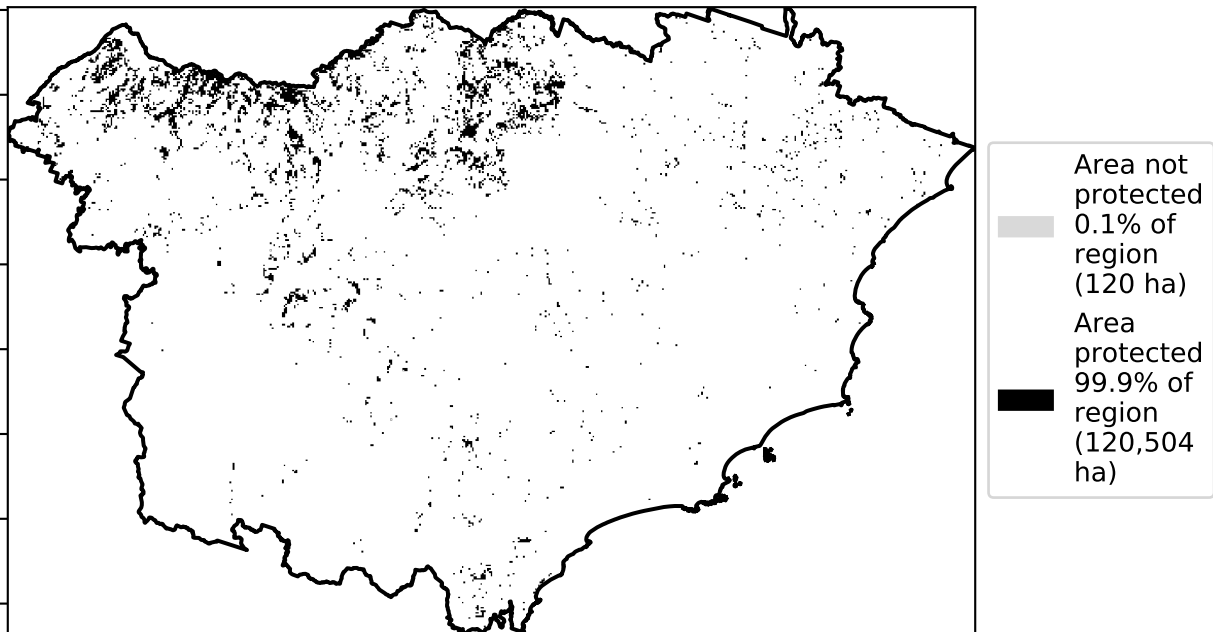 Area not
protected
0.1% of
region
(120 ha)
Area
protected
99.9% of
region
(120,504
ha)